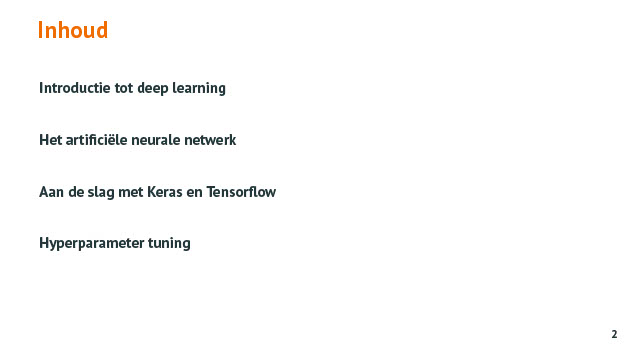 Inhoud
Introductie tot deep learning
Het artificiële neurale netwerk
Aan de slag met Keras en Tensorflow
Hyperparameter tuning
2